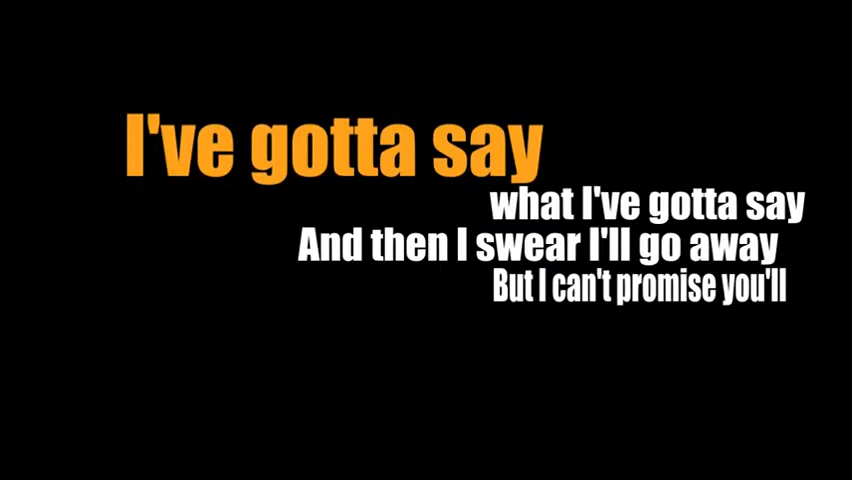 I've gotta say
what I've gotta say
And then I swear I'll go away
But I can't promise you'll